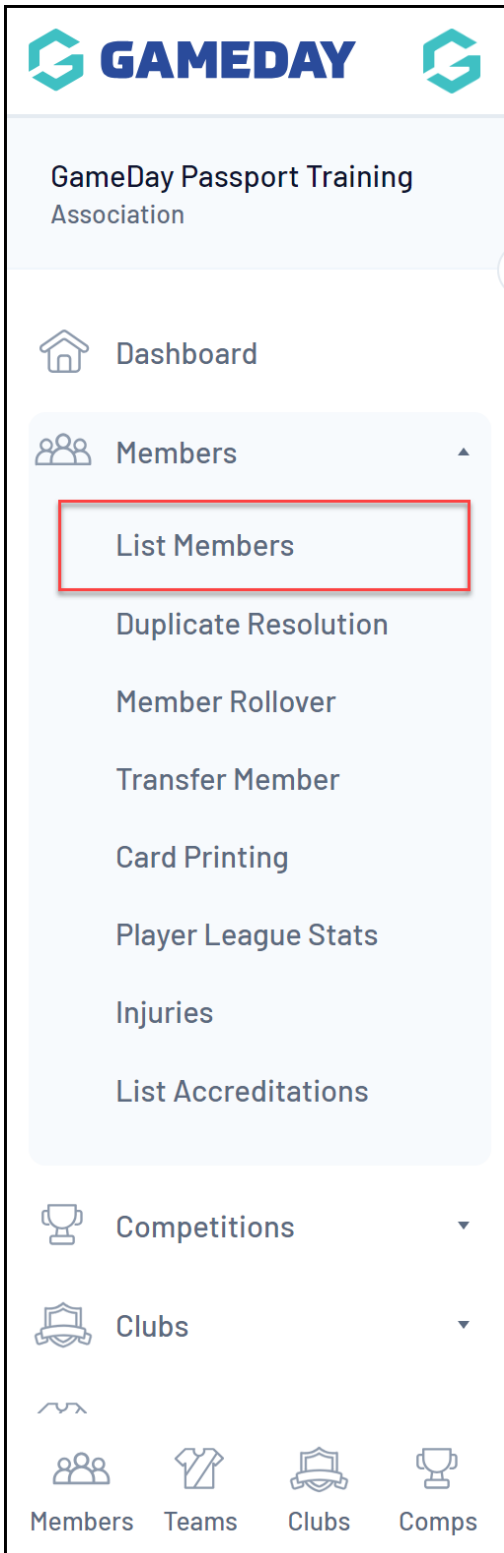 GAMEDAY
GameDay Passport Training
Association
Dashboard
Members
List Members
Duplicate Resolution
Member Rollover
Transfer Member
Card Printing
Player League Stats
Injuries
List Accreditations
Competitions
Clubs
Members Teams Clubs Comps